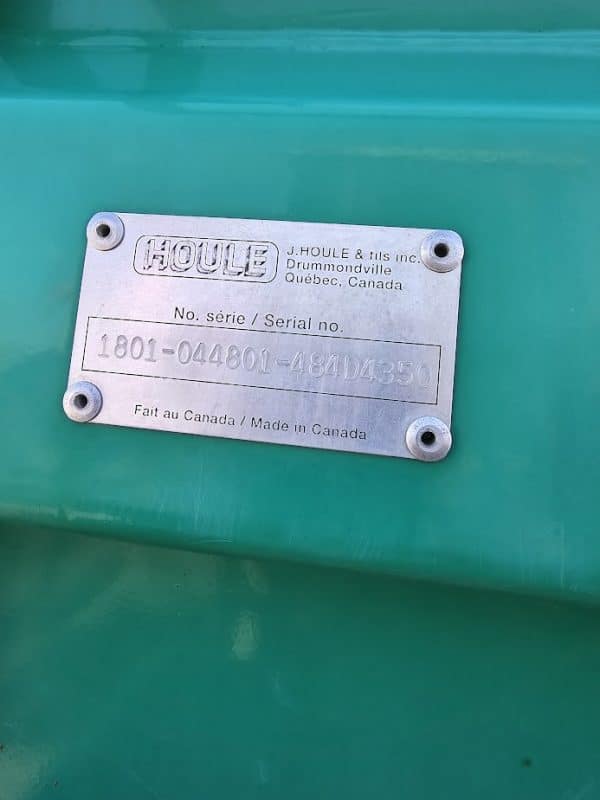 HOULE
J.HOULE & fils inc.
Drummondville
Québec, Canada
No. série / Serial no.
1801-044801-484D4350
Fait au Canada / Made in Canada